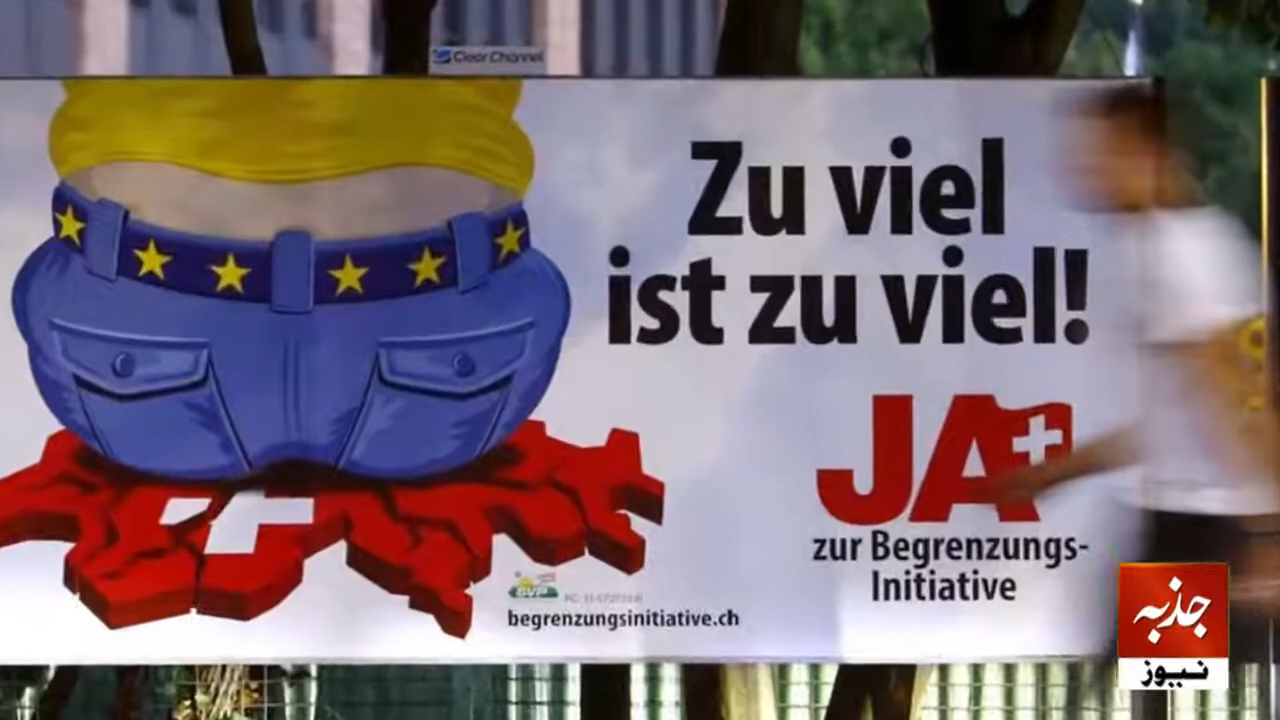 Clear Channel
Zu viel
ist zu viel!
JA
zur Begrenzungs-
Initiative
SVP
begrenzungsinitiative.ch
جذبہ
نیوز